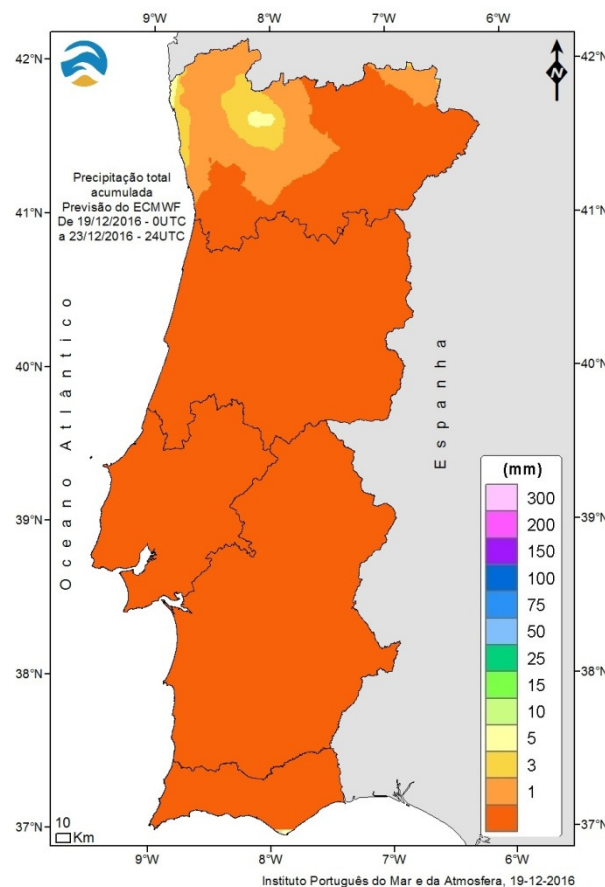 9°W 8°W 7°W
42°N 42°N
N
Precipitação total
acumulada
Previsão do ECMWF
De 19/12/2016 - 0UTC
a 23/12/2016 - 24UTC
41°N 41°N
Oceano Atlântico
Espanha
40°N 40°N
39°N 39°N
38°N 38°N
37°N 37°N
(mm)
300
200
150
100
75
50
25
15
10
5
3
1
10
Km
9°W 8°W 7°W 6°W
Instituto Português do Mar e da Atmosfera, 19-12-2016